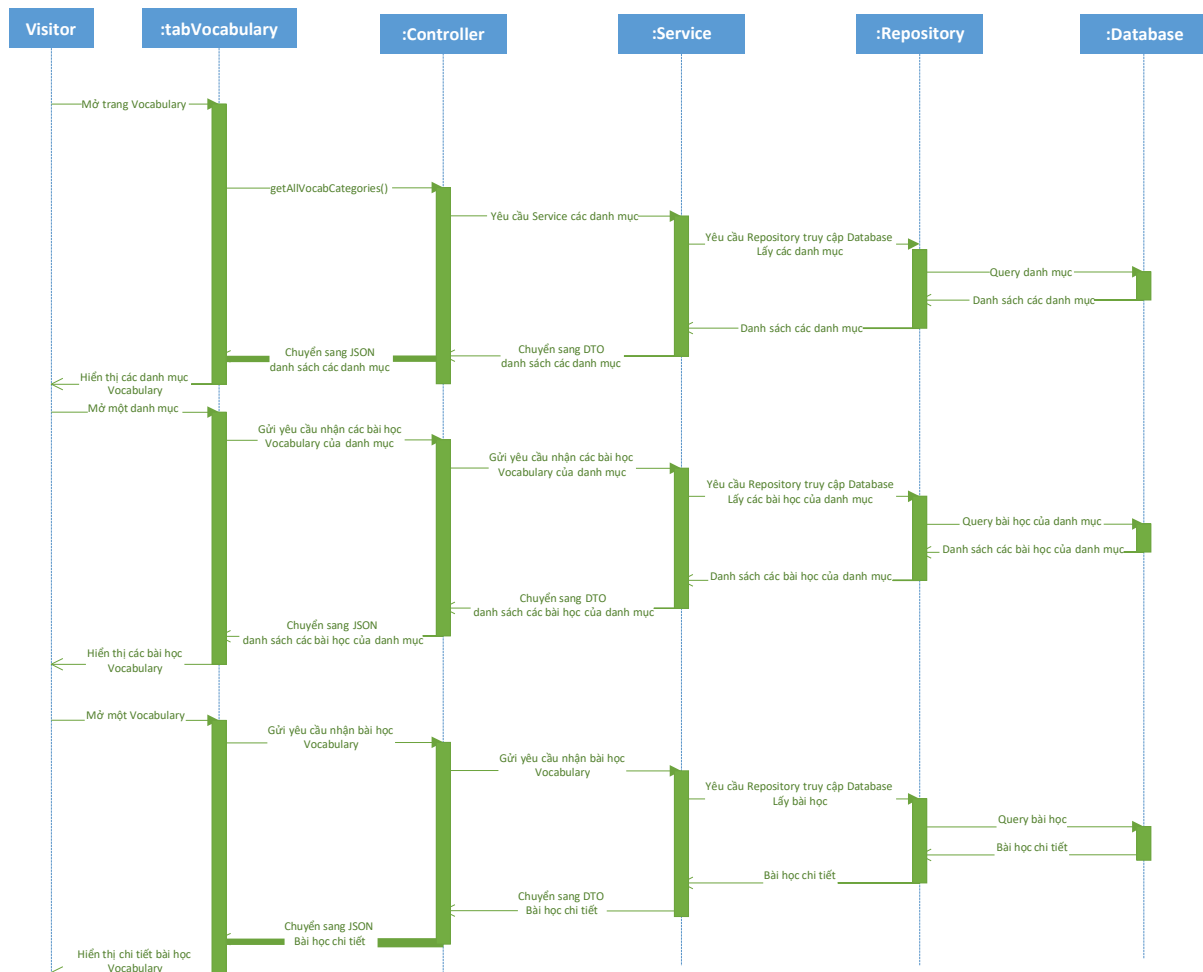 Visitor
:tabVocabulary
:Controller
:Service
:Repository
:Database
Mở trang Vocabulary
getAllVocabCategories()
Yêu cầu Service các danh mục
Yêu cầu Repository truy cập Database
Lấy các danh mục
Query danh mục
Danh sách các danh mục
Danh sách các danh mục
Chuyển sang DTO
danh sách các danh mục
Chuyển sang JSON
danh sách các danh mục
Hiển thị các danh mục
Vocabulary
Mở một danh mục
Gửi yêu cầu nhận các bài học
Vocabulary của danh mục
Gửi yêu cầu nhận các bài học
Vocabulary của danh mục
Yêu cầu Repository truy cập Database
Lấy các bài học của danh mục
Query bài học của danh mục
Danh sách các bài học của danh mục
Danh sách các bài học của danh mục
Chuyển sang DTO
danh sách các bài học của danh mục
Chuyển sang JSON
danh sách các bài học của danh mục
Hiển thị các bài học
Vocabulary
Mở một Vocabulary
Gửi yêu cầu nhận bài học
Vocabulary
Gửi yêu cầu nhận bài học
Vocabulary
Yêu cầu Repository truy cập Database
Lấy bài học
Query bài học
Bài học chi tiết
Bài học chi tiết
Chuyển sang DTO
Bài học chi tiết
Chuyển sang JSON
Bài học chi tiết
Hiển thị chi tiết bài học
Vocabulary